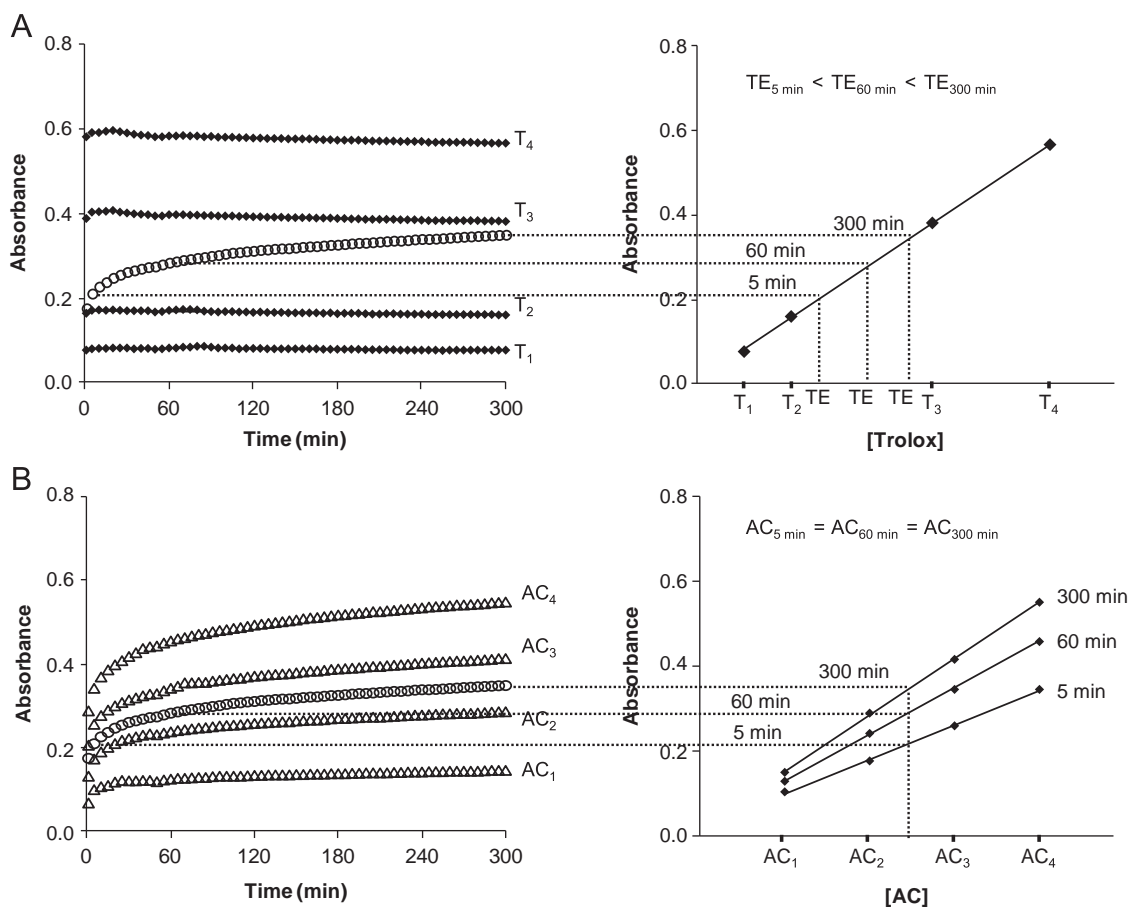 A
0.8
0.6
0.4
0.2
0.0
Absorbance
T4
T3
T2
T1
0 60 120 180 240 300
Time (min)
0.8
0.6
0.4
0.2
0.0
Absorbance
TE5 min < TE60 min < TE300 min
300 min
60 min
5 min
T1 T2 TE TE TE T3 T4
[Trolox]
B
0.8
0.6
0.4
0.2
0.0
Absorbance
AC4
AC3
AC2
AC1
0 60 120 180 240 300
Time (min)
0.8
0.6
0.4
0.2
0.0
Absorbance
AC5 min = AC60 min = AC300 min
300 min
60 min
5 min
300 min
60 min
5 min
AC1 AC2 AC3 AC4
[AC]